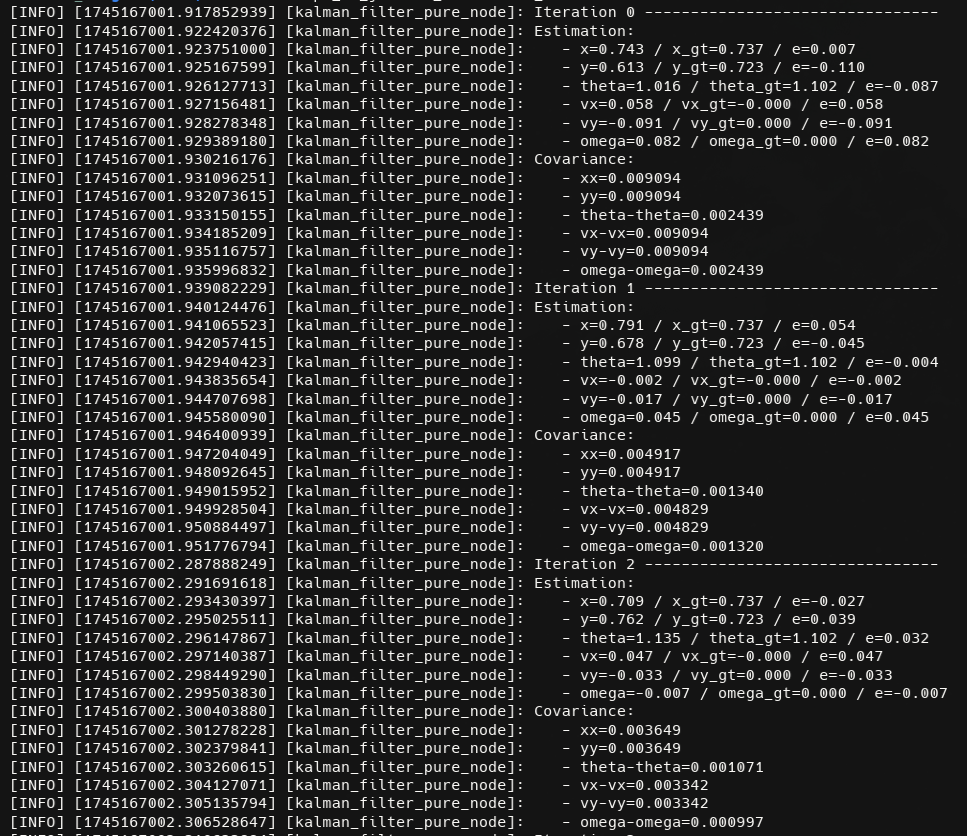 [INFO] [1745167001.917852939] [kalman_filter_pure_node]: Iteration 0 --------------------------------
[INFO] [1745167001.922420376] [kalman_filter_pure_node]: Estimation:
[INFO] [1745167001.923751000] [kalman_filter_pure_node]:    - x=0.743 / x_gt=0.737 / e=0.007
[INFO] [1745167001.925167599] [kalman_filter_pure_node]:    - y=0.613 / y_gt=0.723 / e=-0.110
[INFO] [1745167001.926127713] [kalman_filter_pure_node]:    - theta=1.016 / theta_gt=1.102 / e=-0.087
[INFO] [1745167001.927156481] [kalman_filter_pure_node]:    - vx=0.058 / vx_gt=-0.000 / e=0.058
[INFO] [1745167001.928278348] [kalman_filter_pure_node]:    - vy=-0.091 / vy_gt=0.000 / e=-0.091
[INFO] [1745167001.929389180] [kalman_filter_pure_node]:    - omega=0.082 / omega_gt=0.000 / e=0.082
[INFO] [1745167001.930216176] [kalman_filter_pure_node]: Covariance:
[INFO] [1745167001.931096251] [kalman_filter_pure_node]:    - xx=0.009094
[INFO] [1745167001.932073615] [kalman_filter_pure_node]:    - yy=0.009094
[INFO] [1745167001.933150155] [kalman_filter_pure_node]:    - theta-theta=0.002439
[INFO] [1745167001.934185209] [kalman_filter_pure_node]:    - vx-vx=0.009094
[INFO] [1745167001.935116757] [kalman_filter_pure_node]:    - vy-vy=0.009094
[INFO] [1745167001.935996832] [kalman_filter_pure_node]:    - omega-omega=0.002439
[INFO] [1745167001.939082229] [kalman_filter_pure_node]: Iteration 1 --------------------------------
[INFO] [1745167001.940124476] [kalman_filter_pure_node]: Estimation:
[INFO] [1745167001.941065523] [kalman_filter_pure_node]:    - x=0.791 / x_gt=0.737 / e=0.054
[INFO] [1745167001.942057415] [kalman_filter_pure_node]:    - y=0.678 / y_gt=0.723 / e=-0.045
[INFO] [1745167001.942940423] [kalman_filter_pure_node]:    - theta=1.099 / theta_gt=1.102 / e=-0.004
[INFO] [1745167001.943835654] [kalman_filter_pure_node]:    - vx=-0.002 / vx_gt=-0.000 / e=-0.002
[INFO] [1745167001.944707698] [kalman_filter_pure_node]:    - vy=-0.017 / vy_gt=0.000 / e=-0.017
[INFO] [1745167001.945580090] [kalman_filter_pure_node]:    - omega=0.045 / omega_gt=0.000 / e=0.045
[INFO] [1745167001.946400939] [kalman_filter_pure_node]: Covariance:
[INFO] [1745167001.947204049] [kalman_filter_pure_node]:    - xx=0.004917
[INFO] [1745167001.948092645] [kalman_filter_pure_node]:    - yy=0.004917
[INFO] [1745167001.949015952] [kalman_filter_pure_node]:    - theta-theta=0.001340
[INFO] [1745167001.949928504] [kalman_filter_pure_node]:    - vx-vx=0.004829
[INFO] [1745167001.950884497] [kalman_filter_pure_node]:    - vy-vy=0.004829
[INFO] [1745167001.951776794] [kalman_filter_pure_node]:    - omega-omega=0.001320
[INFO] [1745167002.287888249] [kalman_filter_pure_node]: Iteration 2 --------------------------------
[INFO] [1745167002.291691618] [kalman_filter_pure_node]: Estimation:
[INFO] [1745167002.293430397] [kalman_filter_pure_node]:    - x=0.709 / x_gt=0.737 / e=-0.027
[INFO] [1745167002.295025511] [kalman_filter_pure_node]:    - y=0.762 / y_gt=0.723 / e=0.039
[INFO] [1745167002.296147867] [kalman_filter_pure_node]:    - theta=1.135 / theta_gt=1.102 / e=0.032
[INFO] [1745167002.297140387] [kalman_filter_pure_node]:    - vx=0.047 / vx_gt=-0.000 / e=0.047
[INFO] [1745167002.298449290] [kalman_filter_pure_node]:    - vy=-0.033 / vy_gt=0.000 / e=-0.033
[INFO] [1745167002.299503830] [kalman_filter_pure_node]:    - omega=-0.007 / omega_gt=0.000 / e=-0.007
[INFO] [1745167002.300403880] [kalman_filter_pure_node]: Covariance:
[INFO] [1745167002.301278228] [kalman_filter_pure_node]:    - xx=0.003649
[INFO] [1745167002.302379841] [kalman_filter_pure_node]:    - yy=0.003649
[INFO] [1745167002.303260615] [kalman_filter_pure_node]:    - theta-theta=0.001071
[INFO] [1745167002.304127071] [kalman_filter_pure_node]:    - vx-vx=0.003342
[INFO] [1745167002.305135794] [kalman_filter_pure_node]:    - vy-vy=0.003342
[INFO] [1745167002.306528647] [kalman_filter_pure_node]:    - omega-omega=0.000997